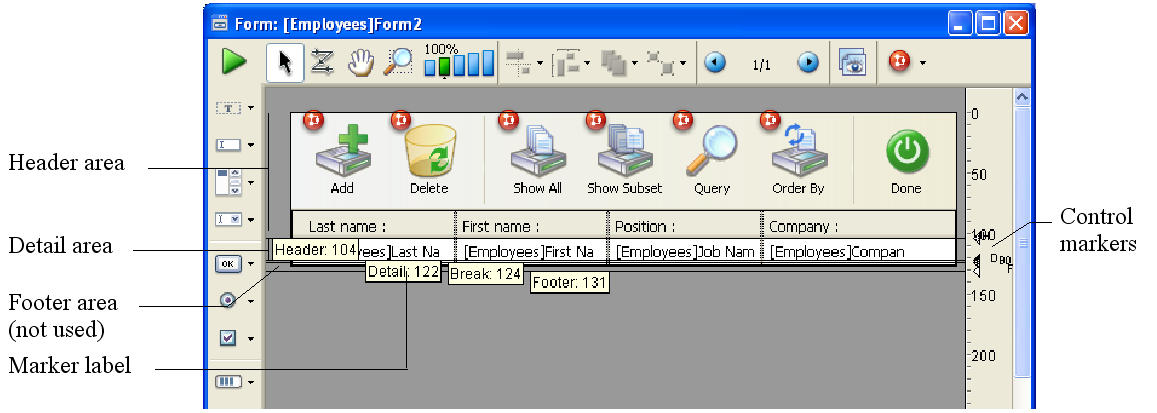 Form: [Employees]Form2
100%
1/1
Header area
Add
Delete
Show All
Show Subset
Query
Order By
Done
0
50
Last name :
First name :
Position :
Company :
Control
markers
Detail area
Header: 104
ees]Last Na
[Employees]First Na
[Employees]Job Nam
[Employees]Compan
Detail: 122
Break: 124
Footer: 131
OK
Footer area
(not used)
150
Marker label
200